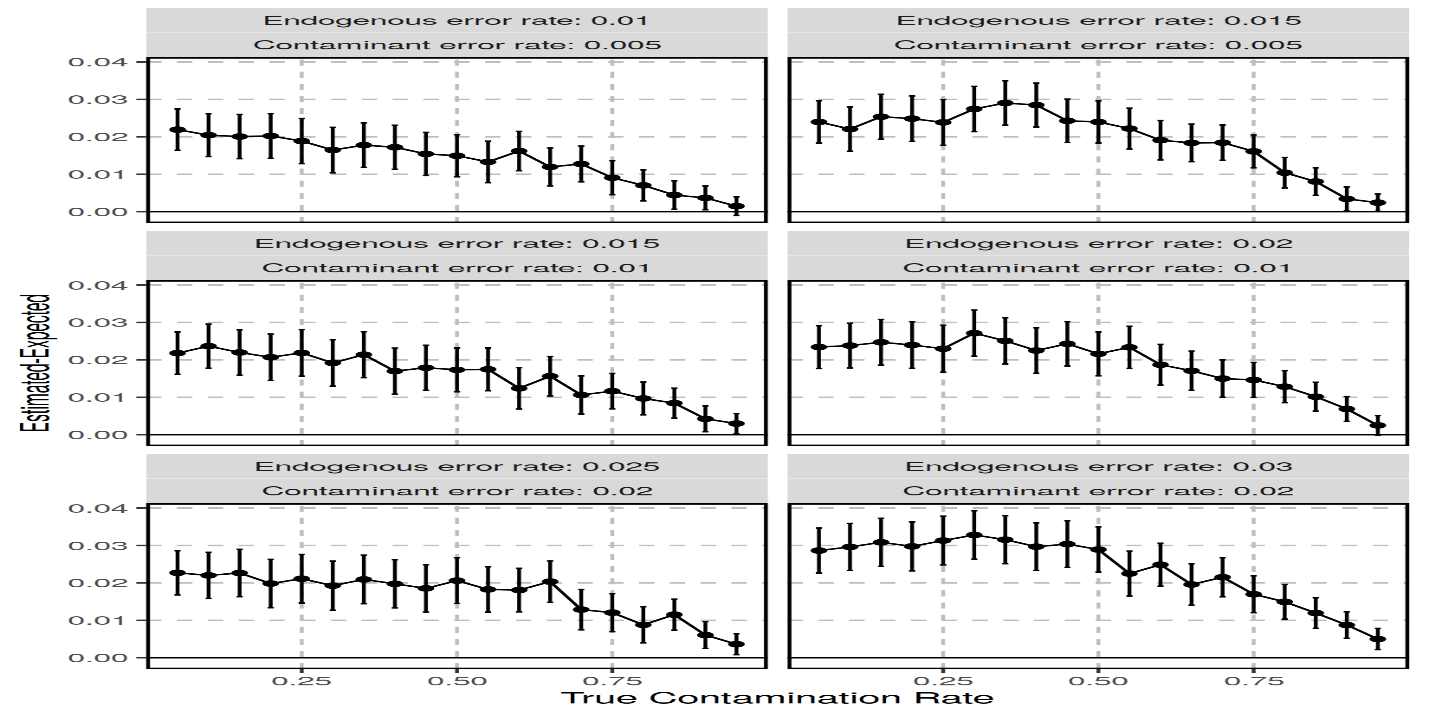 Endogenous error rate: 0.01
Contaminant error rate: 0.005
Endogenous error rate: 0.015
Contaminant error rate: 0.005
0.04
0.03
0.02
0.01
0.00
Endogenous error rate: 0.015
Contaminant error rate: 0.01
Endogenous error rate: 0.02
Contaminant error rate: 0.01
0.04
0.03
0.02
0.01
0.00
Estimated-Expected
Endogenous error rate: 0.025
Contaminant error rate: 0.02
Endogenous error rate: 0.03
Contaminant error rate: 0.02
0.04
0.03
0.02
0.01
0.00
0.25 0.50 0.75
0.25 0.50 0.75
True Contamination Rate